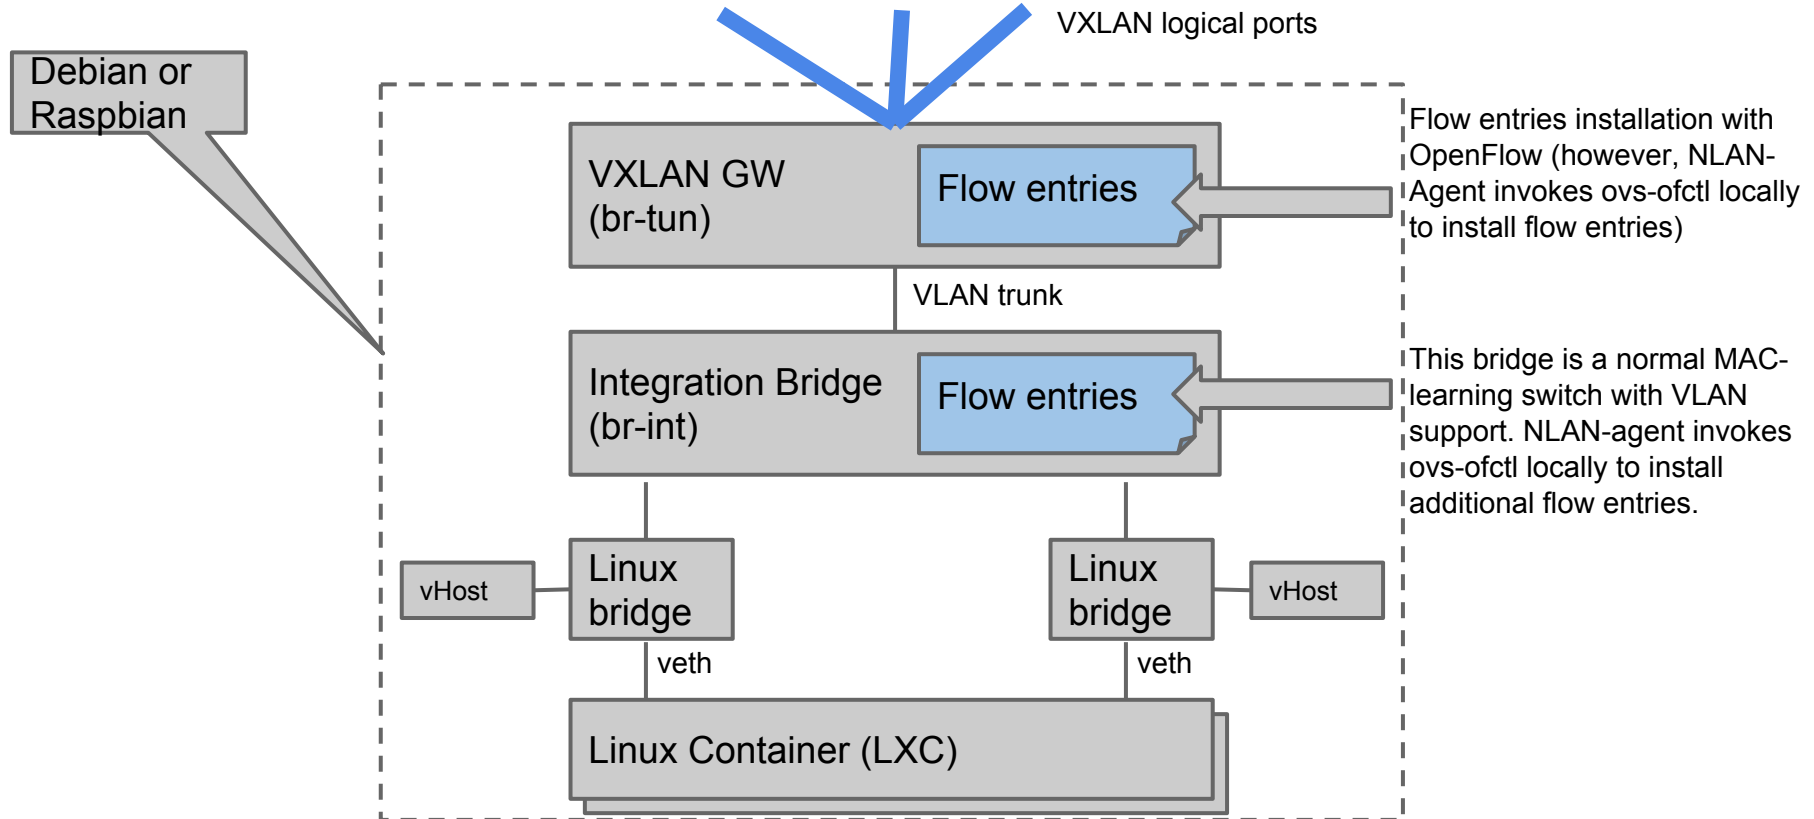 VXLAN logical ports
Debian or
Raspbian
VXLAN GW
(br-tun)
Flow entries
Flow entries installation with
OpenFlow (however, NLAN-
Agent invokes ovs-ofctl locally
to install flow entries)
VLAN trunk
Integration Bridge
(br-int)
Flow entries
This bridge is a normal MAC-
learning switch with VLAN
support. NLAN-agent invokes
ovs-ofctl locally to install
additional flow entries.
vHost
Linux
bridge
Linux
bridge
vHost
veth
veth
Linux Container (LXC)